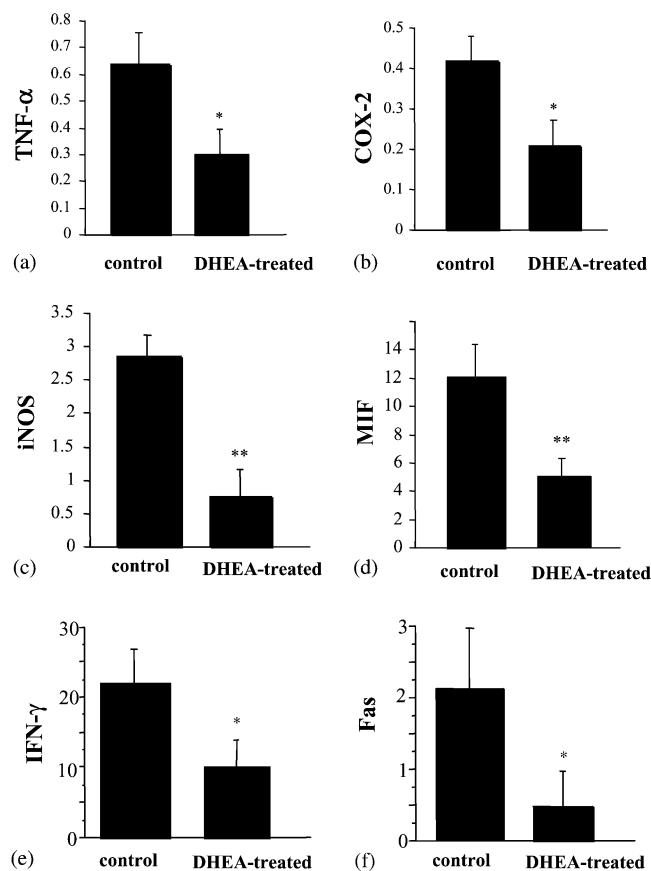 0.8
0.7
0.6
0.5
0.4
0.3
0.2
0.1
0
TNF-α
*
control
DHEA-treated
(a)
0.5
0.4
0.3
0.2
0.1
0
COX-2
*
control
DHEA-treated
(b)
3.5
3
2.5
2
1.5
1
0.5
0
iNOS
**
control
DHEA-treated
(c)
14
12
10
8
6
4
2
0
MIF
**
control
DHEA-treated
(d)
30
20
10
0
IFN-γ
*
control
DHEA-treated
(e)
3
2
1
0
Fas
*
control
DHEA-treated
(f)